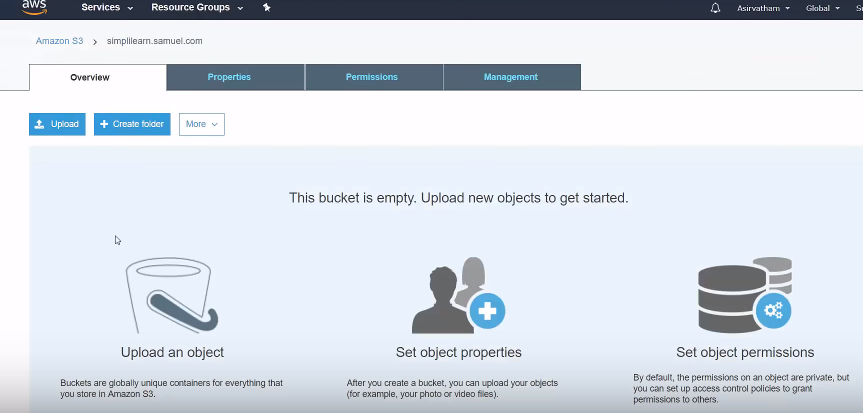 aws Services Resource Groups Asirvatham Global
Amazon S3 > simplilearn.samuel.com
Overview Properties Permissions Management
Upload Create folder More
This bucket is empty. Upload new objects to get started.
Upload an object
Buckets are globally unique containers for everything that
you store in Amazon S3.
Set object properties
After you create a bucket, you can upload your objects
(for example, your photo or video files).
Set object permissions
By default, the permissions on an object are private, but
you can set up access control policies to grant
permissions to others.